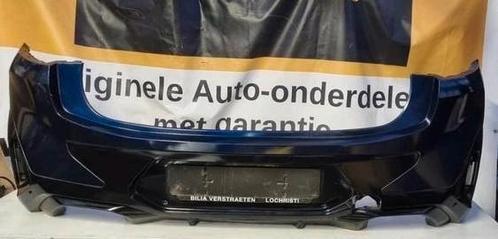 iginele Auto-onderdele
met garantie
BILIA VERSTRAETEN LOCHRISTI